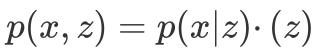 p(x, z) = p(x|z)· (z)